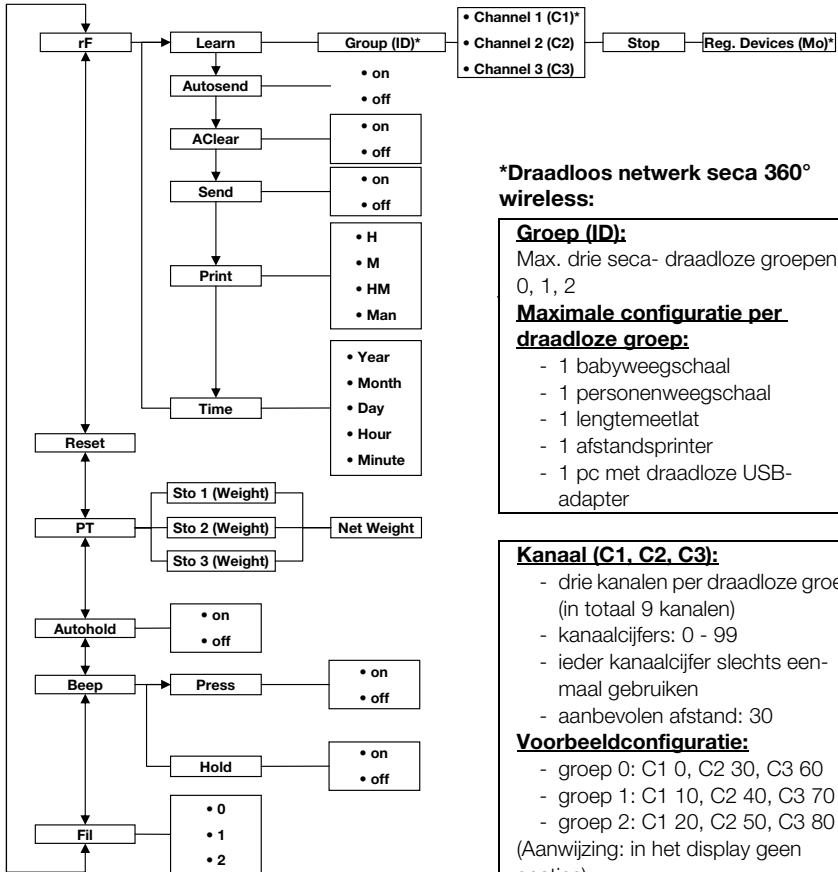 rF
Learn
Group (ID)*
• Channel 1 (C1)*
• Channel 2 (C2)
• Channel 3 (C3)
Stop
Reg. Devices (Mo)*
Autosend
• on
• off
AClear
• on
• off
Send
• on
• off
Print
• H
• M
• HM
• Man
Time
• Year
• Month
• Day
• Hour
• Minute
Reset
PT
Sto 1 (Weight)
Sto 2 (Weight)
Sto 3 (Weight)
Net Weight
Autohold
• on
• off
Beep
Press
• on
• off
Hold
• on
• off
Fil
• 0
• 1
• 2
*Draadloos netwerk seca 360°
wireless:
Groep (ID):
Max. drie seca- draadloze groepen
0, 1, 2
Maximale configuratie per
draadloze groep:
- 1 babyweegschaal
- 1 personenweegschaal
- 1 lengtemeetlat
- 1 afstandsprinter
- 1 pc met draadloze USB-
adapter
Kanaal (C1, C2, C3):
- drie kanalen per draadloze
(in totaal 9 kanalen)
- kanaalcijfers: 0 - 99
- ieder kanaalcijfer slechts een-
maal gebruiken
- aanbevolen afstand: 30
Voorbeeldconfiguratie:
- groep 0: C1 0, C2 30, C3 60
- groep 1: C1 10, C2 40, C3 70
- groep 2: C1 20, C2 50, C3 80
(Aanwijzing: in het display geen